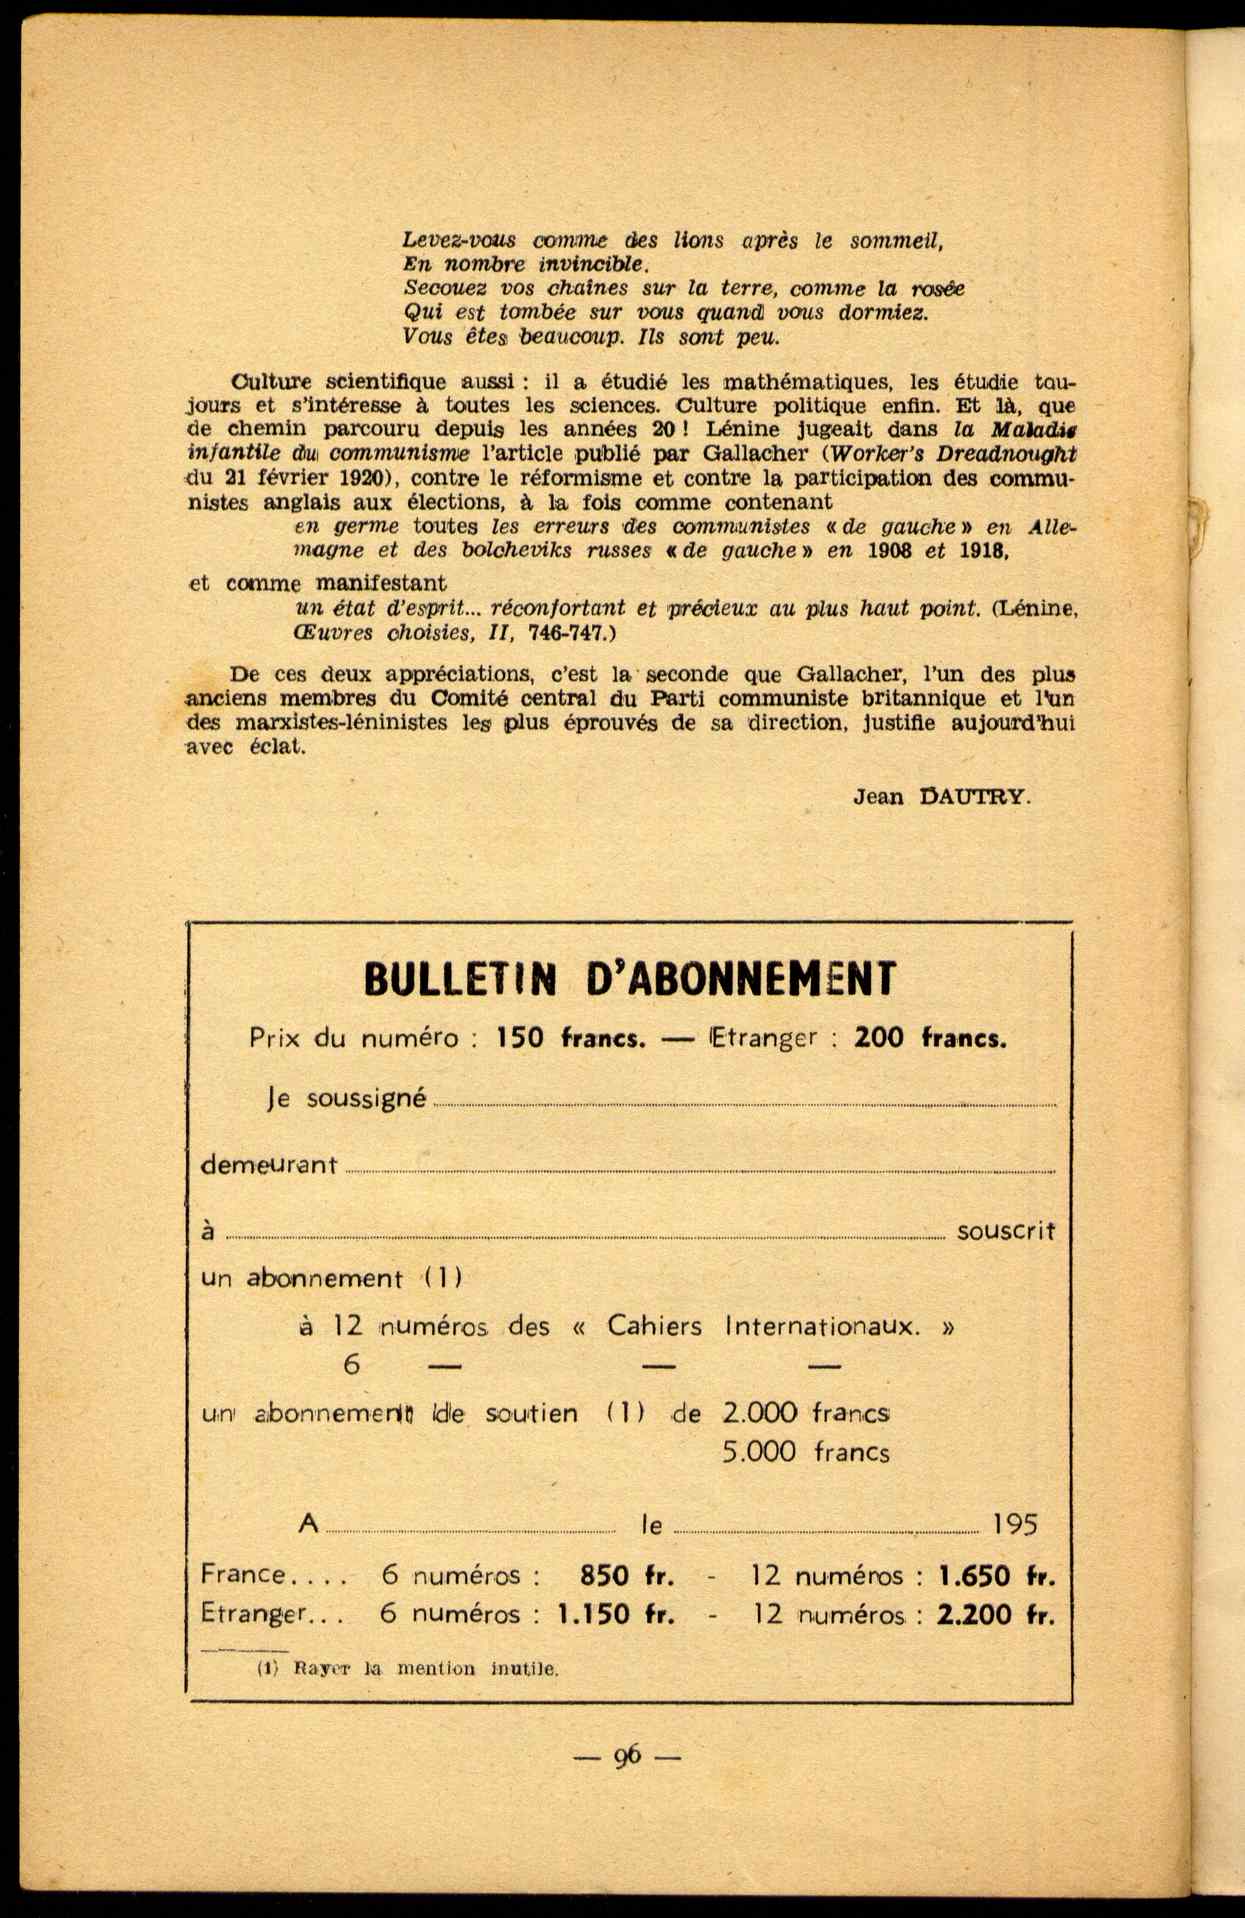 Levez-vous comme des lions après le sommeil,
En nombre invincible.
Secouez vos chaînes sur la terre, comme la rosée
Qui est tombée sur vous quand vous dormiez.
Vous êtes beaucoup. Ils sont peu.
Culture scientifique aussi : il a étudié les mathématiques, les étudie tou-
jours et s'intéresse à toutes les sciences. Culture politique enfin. Et là, que
de chemin parcouru depuis les années 20 ! Lénine jugeait dans la Maladie
infantile du communisme l'article publié par Gallacher (Worker's Dreadnought
du 21 février 1920), contre le réformisme et contre la participation des commu-
nistes anglais aux élections, à la fois comme contenant
en germe toutes les erreurs des communistes « de gauche » en Alle-
magne et des bolcheviks russes « de gauche » en 1908 et 1918,
et comme manifestant
un état d'esprit... réconfortant et précieux au plus haut point. (Lénine,
Œuvres choisies, II, 746-747.)
De ces deux appréciations, c'est la seconde que Gallacher, l'un des plus
anciens membres du Comité central du Parti communiste britannique et l'un
des marxistes-léninistes les plus éprouvés de sa direction, justifie aujourd'hui
avec éclat.
Jean DAUTRY.
BULLETIN D'ABONNEMENT
Prix du numéro : 150 francs. — Etranger : 200 francs.
Je soussigné
demeurant
à souscrit
un abonnement (1)
à 12 numéros des « Cahiers Internationaux. »
6 — — —
un abonnement de soutien (1) de 2.000 francs
5.000 francs
A le 195
France.... 6 numéros : 850 fr. - 12 numéros : 1.650 fr.
Etranger... 6 numéros : 1.150 fr. - 12 numéros : 2.200 fr.
(1) Rayer la mention inutile.
— 96 —